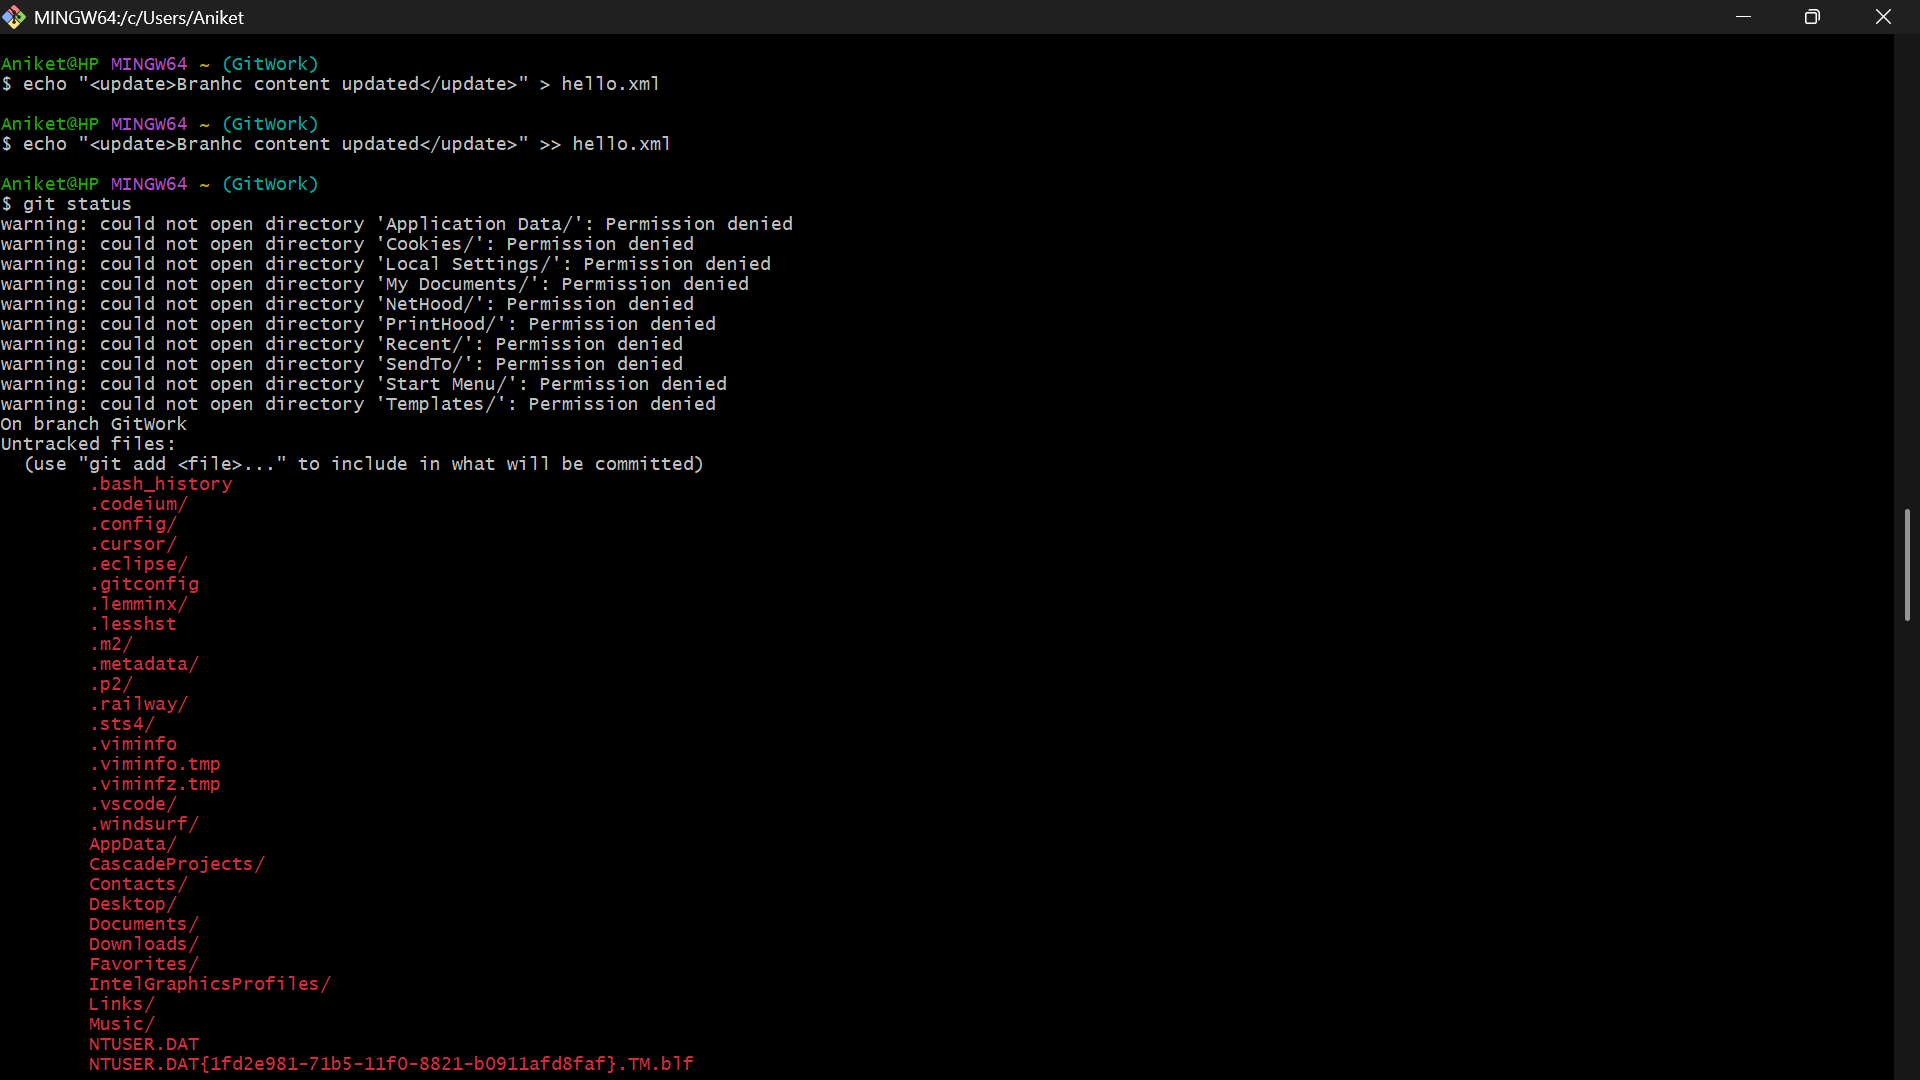 MINGW64:/c/Users/Aniket
Aniket@HP MINGW64 ~ (GitWork)
$ echo "<update>Branhc content updated</update>" > hello.xml
Aniket@HP MINGW64 ~ (GitWork)
$ echo "<update>Branhc content updated</update>" >> hello.xml
Aniket@HP MINGW64 ~ (GitWork)
$ git status
warning: could not open directory 'Application Data/': Permission denied
warning: could not open directory 'Cookies/': Permission denied
warning: could not open directory 'Local Settings/': Permission denied
warning: could not open directory 'My Documents/': Permission denied
warning: could not open directory 'NetHood/': Permission denied
warning: could not open directory 'PrintHood/': Permission denied
warning: could not open directory 'Recent/': Permission denied
warning: could not open directory 'SendTo/': Permission denied
warning: could not open directory 'Start Menu/': Permission denied
warning: could not open directory 'Templates/': Permission denied
On branch GitWork
Untracked files:
  (use "git add <file>..." to include in what will be committed)
        .bash_history
        .codeium/
        .config/
        .cursor/
        .eclipse/
        .gitconfig
        .lemminx/
        .lesshst
        .m2/
        .metadata/
        .p2/
        .railway/
        .sts4/
        .viminfo
        .viminfo.tmp
        .viminfz.tmp
        .vscode/
        .windsurf/
        AppData/
        CascadeProjects/
        Contacts/
        Desktop/
        Documents/
        Downloads/
        Favorites/
        IntelGraphicsProfiles/
        Links/
        Music/
        NTUSER.DAT
        NTUSER.DAT{1fd2e981-71b5-11f0-8821-b0911afd8faf}.TM.blf